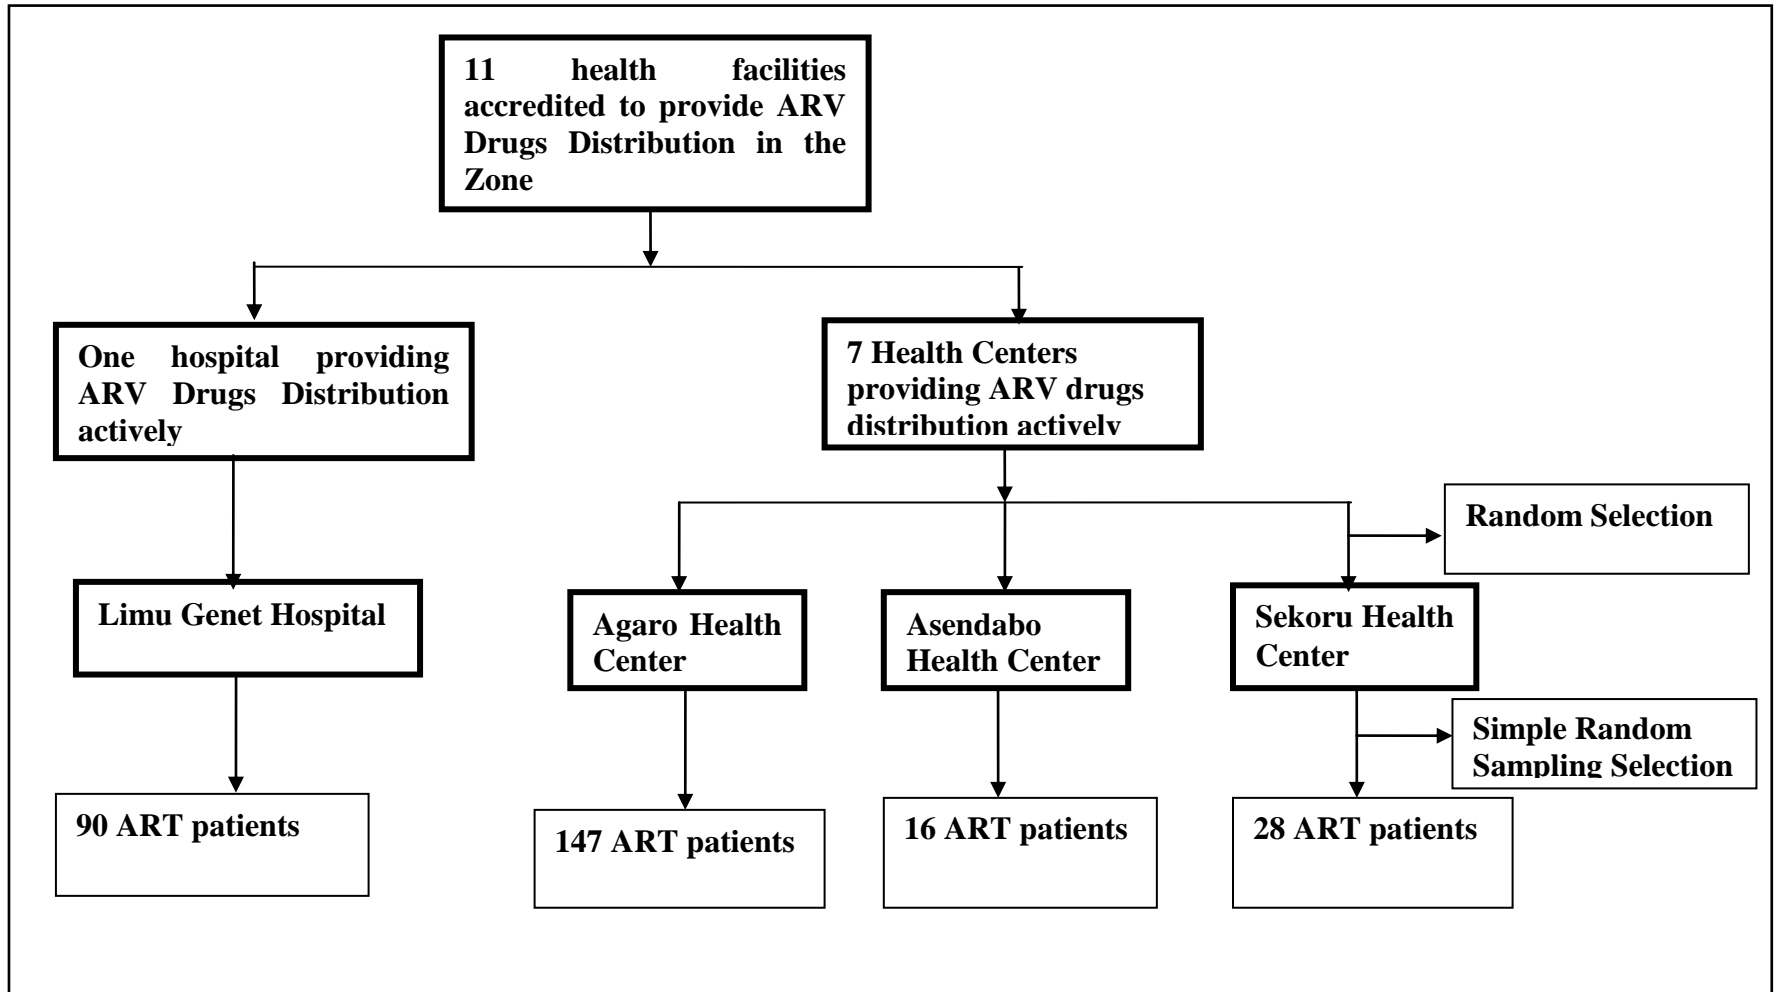 11 health facilities
accredited to provide ARV
Drugs Distribution in the
Zone
One hospital providing
ARV Drugs Distribution
actively
7 Health Centers
providing ARV drugs
distribution actively
Random Selection
Limu Genet Hospital
Agaro Health
Center
Asendabo
Health Center
Sekoru Health
Center
Simple Random
Sampling Selection
90 ART patients
147 ART patients
16 ART patients
28 ART patients